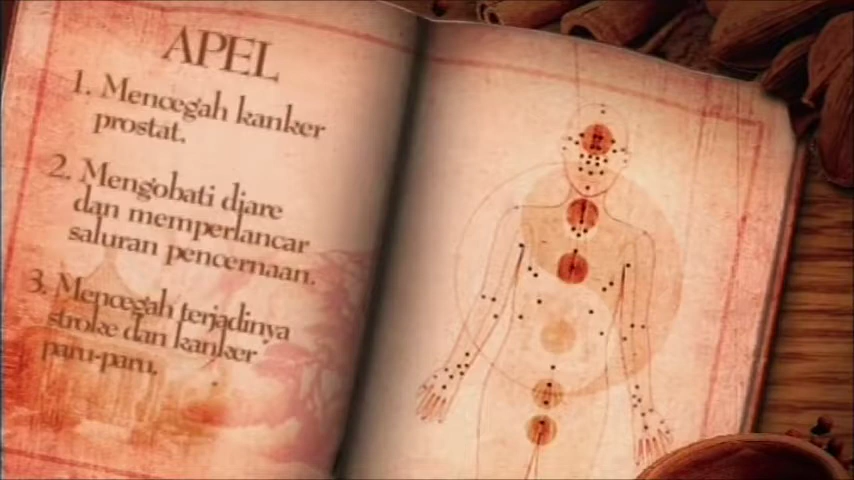 APEL
1. Mencegah kanker
prostat.
2. Mengobati diare
dan memperlancar
saluran pencernaan.
3. Mencegah terjadinya
stroke dan kanker
paru-paru.